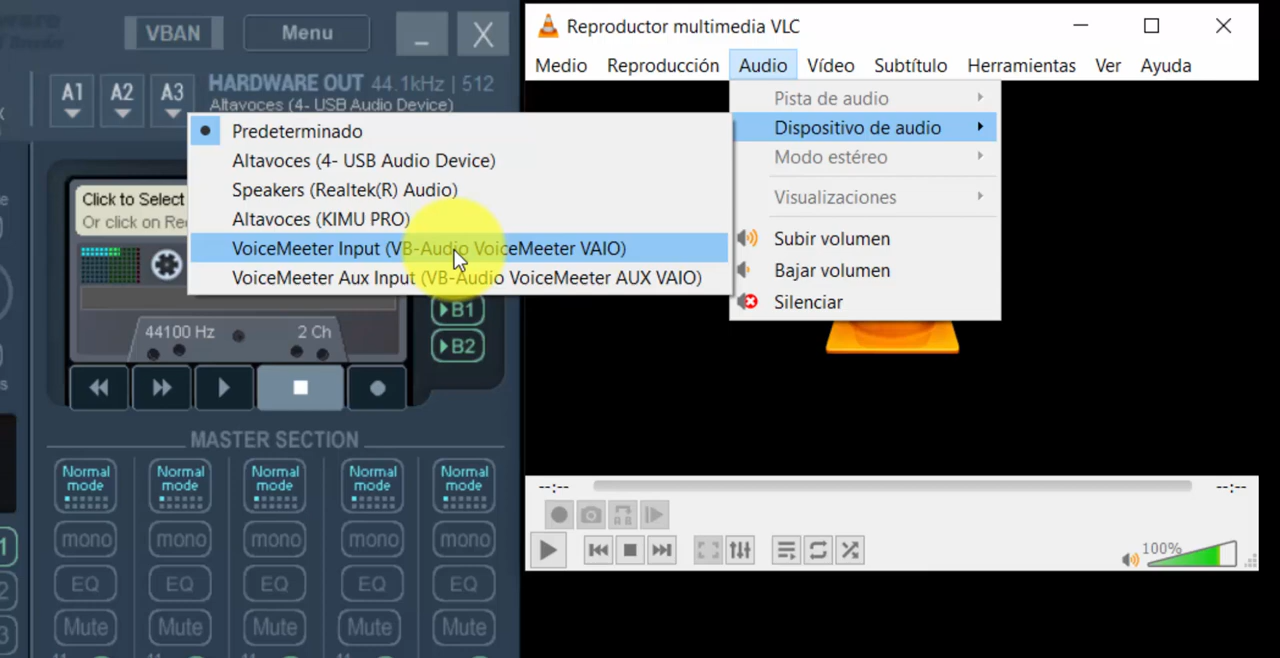 VBAN
Menu
A1
A2
A3
HARDWARE OUT 44.1kHz | 512
Altavoces (4- USB Audio Device)
Click to Select
Or click on Re
44100 Hz
2 Ch
B1
B2
MASTER SECTION
Normal mode
Normal mode
Normal mode
Normal mode
Normal mode
mono
mono
mono
mono
mono
EQ
EQ
EQ
EQ
EQ
Mute
Mute
Mute
Mute
Mute
Predeterminado
Altavoces (4- USB Audio Device)
Speakers (Realtek(R) Audio)
Altavoces (KIMU PRO)
VoiceMeeter Input (VB-Audio VoiceMeeter VAIO)
VoiceMeeter Aux Input (VB-Audio VoiceMeeter AUX VAIO)
Reproductor multimedia VLC
Medio Reproducción Audio Vídeo Subtítulo Herramientas Ver Ayuda
Pista de audio
Dispositivo de audio
Modo estéreo
Visualizaciones
Subir volumen
Bajar volumen
Silenciar
--:--
--:--
100%